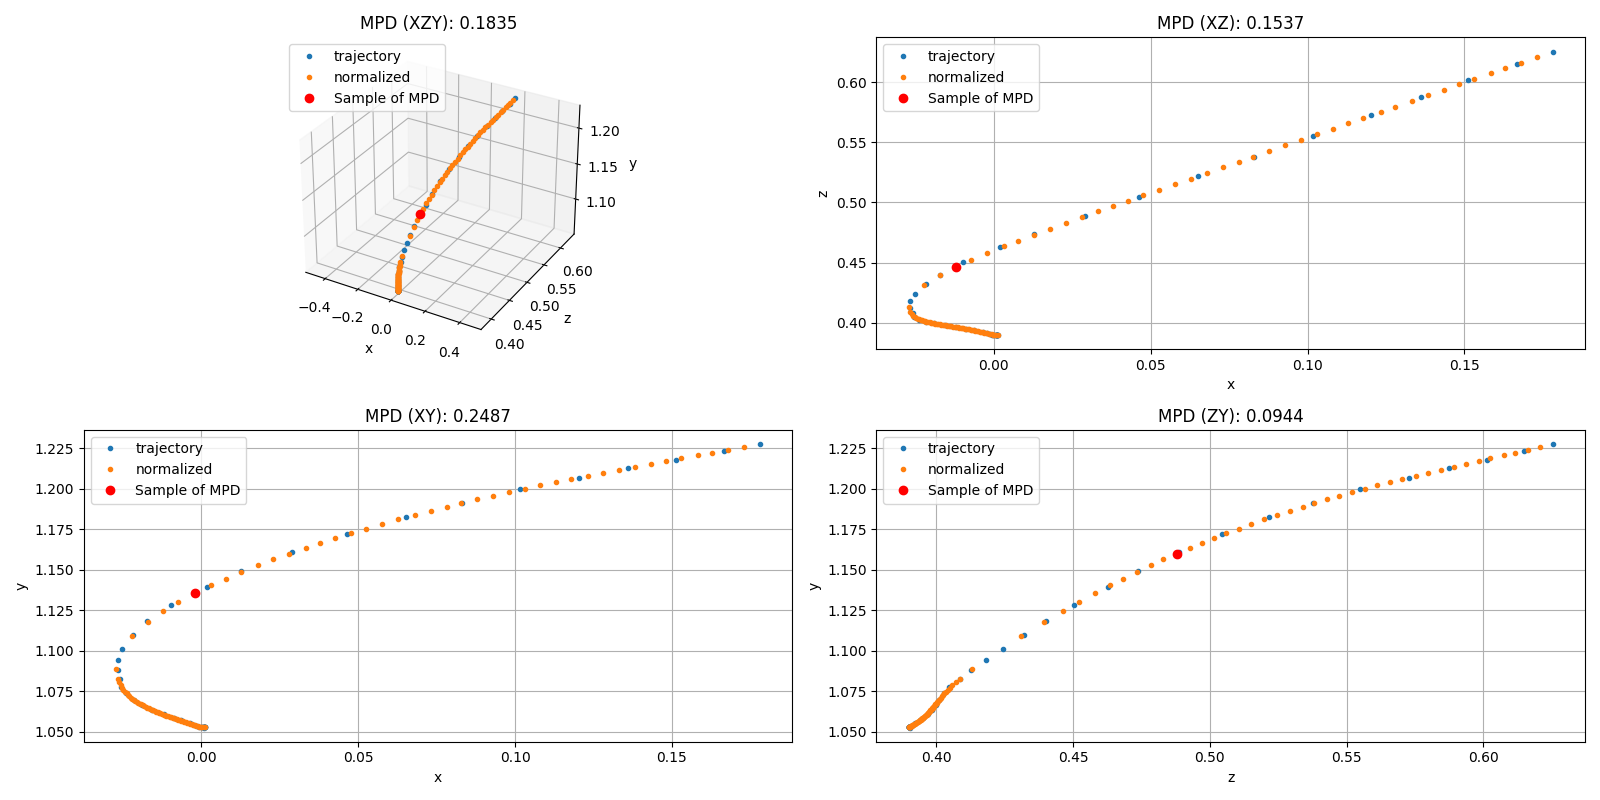 MPD (XZY): 0.1835
trajectory
normalized
Sample of MPD
1.20
1.15
1.10
y
0.60
0.55
0.50
0.45
0.40
z
−0.4
−0.2
0.0
0.2
0.4
x
MPD (XZ): 0.1537
trajectory
normalized
Sample of MPD
0.60
0.55
0.50
0.45
0.40
z
0.00
0.05
0.10
0.15
x
MPD (XY): 0.2487
trajectory
normalized
Sample of MPD
1.225
1.200
1.175
1.150
1.125
1.100
1.075
1.050
y
0.00
0.05
0.10
0.15
x
MPD (ZY): 0.0944
trajectory
normalized
Sample of MPD
1.225
1.200
1.175
1.150
1.125
1.100
1.075
1.050
y
0.40
0.45
0.50
0.55
0.60
z